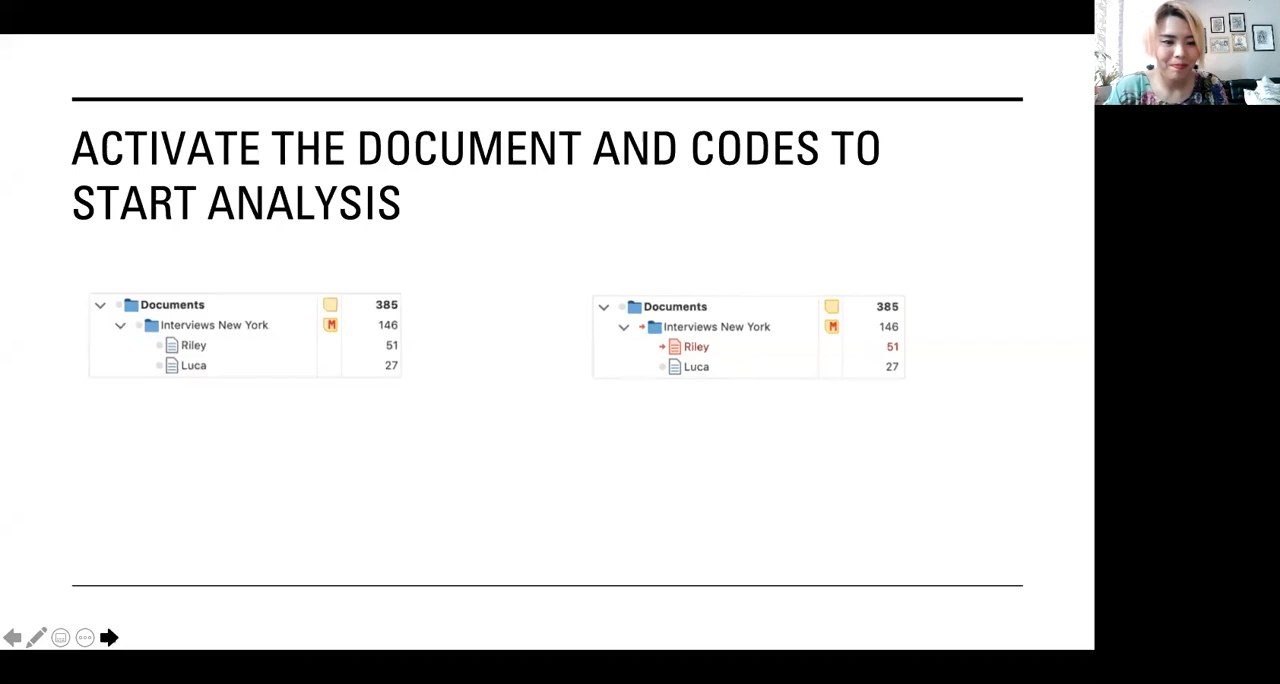 ACTIVATE THE DOCUMENT AND CODES TO
START ANALYSIS
Documents 385
Interviews New York M 146
Riley 51
Luca 27
Documents 385
Interviews New York M 146
Riley 51
Luca 27